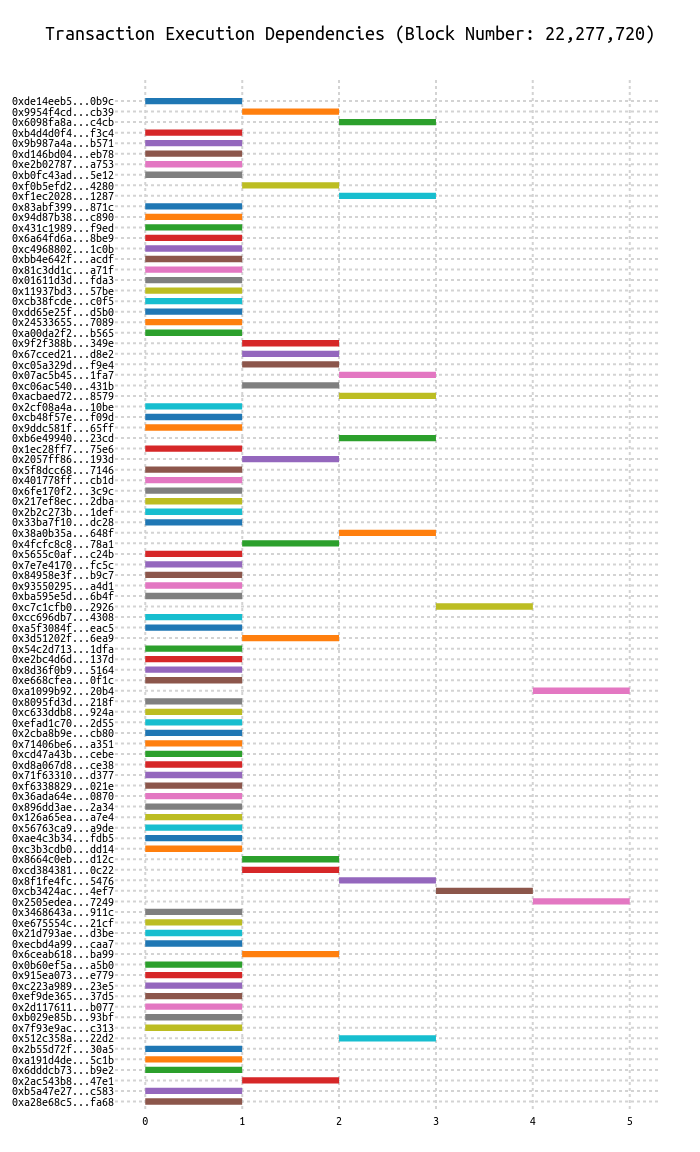 Transaction Execution Dependencies (Block Number: 22,277,720)
0xde14eeb5...0b9c
0x9954f4cd...cb39
0x6098fa8a...c4cb
0xb4d4d0f4...f3c4
0x9b987a4a...b571
0xd146bd04...eb78
0xe2b02787...a753
0xb0fc43ad...5e12
0xf0b5efd2...4280
0xf1ec2028...1287
0x83abf399...871c
0x94d87b38...c890
0x431c1989...f9ed
0x6a64fd6a...8be9
0xc4968802...1c0b
0xbb4e642f...acdf
0x81c3dd1c...a71f
0x01611d3d...fda3
0x11937bd3...57be
0xcb38fcde...c0f5
0xdd65e25f...d5b0
0x24533655...7089
0xa00da2f2...b565
0x9f2f388b...349e
0x67cced21...d8e2
0xc05a329d...f9e4
0x07ac5b45...1fa7
0xc06ac540...431b
0xacbaed72...8579
0x2cf08a4a...10be
0xcb48f57e...f09d
0x9ddc581f...65ff
0xb6e49940...23cd
0x1ec28ff7...75e6
0x2057ff86...193d
0x5f8dcc68...7146
0x401778ff...cb1d
0x6fe170f2...3c9c
0x217ef8ec...2dba
0x2b2c273b...1def
0x33ba7f10...dc28
0x38a0b35a...648f
0x4fcfc8c8...78a1
0x5655c0af...c24b
0x7e7e4170...fc5c
0x84958e3f...b9c7
0x93550295...a4d1
0xba595e5d...6b4f
0xc7c1cfb0...2926
0xcc696db7...4308
0xa5f3084f...eac5
0x3d51202f...6ea9
0x54c2d713...1dfa
0xe2bc4d6d...137d
0x8d36f0b9...5164
0xe668cfea...0f1c
0xa1099b92...20b4
0x8095fd3d...218f
0xc633ddb8...924a
0xefad1c70...2d55
0x2cba8b9e...cb80
0x71406be6...a351
0xcd47a43b...cebe
0xd8a067d8...ce38
0x71f63310...d377
0xf6338829...021e
0x36ada64e...0870
0x896dd3ae...2a34
0x126a65ea...a7e4
0x56763ca9...a9de
0xae4c3b34...fdb5
0xc3b3cdb0...dd14
0x8664c0eb...d12c
0xcd384381...0c22
0x8f1fe4fc...5476
0xcb3424ac...4ef7
0x2505edea...7249
0x3468643a...911c
0xe675554c...21cf
0x21d793ae...d3be
0xecbd4a99...caa7
0x6ceab618...ba99
0x0b60ef5a...a5b0
0x915ea073...e779
0xc223a989...23e5
0xef9de365...37d5
0x2d117611...b077
0xb029e85b...93bf
0x7f93e9ac...c313
0x512c358a...22d2
0x2b55d72f...30a5
0xa191d4de...5c1b
0x6dddcb73...b9e2
0x2ac543b8...47e1
0xb5a47e27...c583
0xa28e68c5...fa68
0 1 2 3 4 5